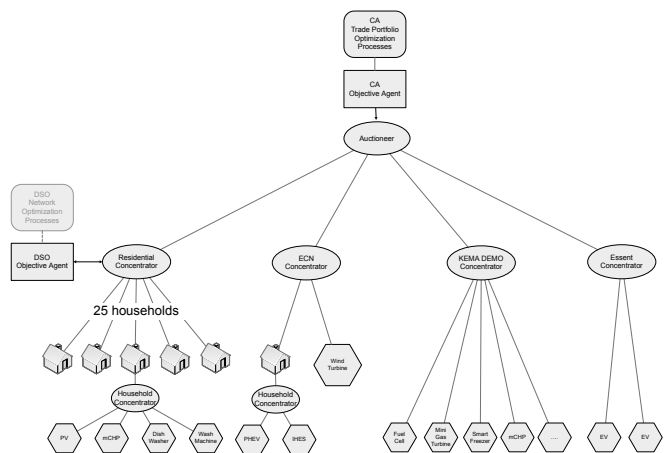 CA
Trade Portfolio
Optimization
Processes
CA
Objective Agent
Auctioneer
DSO
Network
Optimization
Processes
DSO
Objective Agent
Residential
Concentrator
ECN
Concentrator
KEMA DEMO
Concentrator
Essent
Concentrator
25 households
Wind
Turbine
Household
Concentrator
Household
Concentrator
PV
mCHP
Dish
Washer
Wash
Machine
PHEV
IHES
Fuel
Cell
Mini
Gas
Turbine
Smart
Freezer
mCHP
....
EV
EV